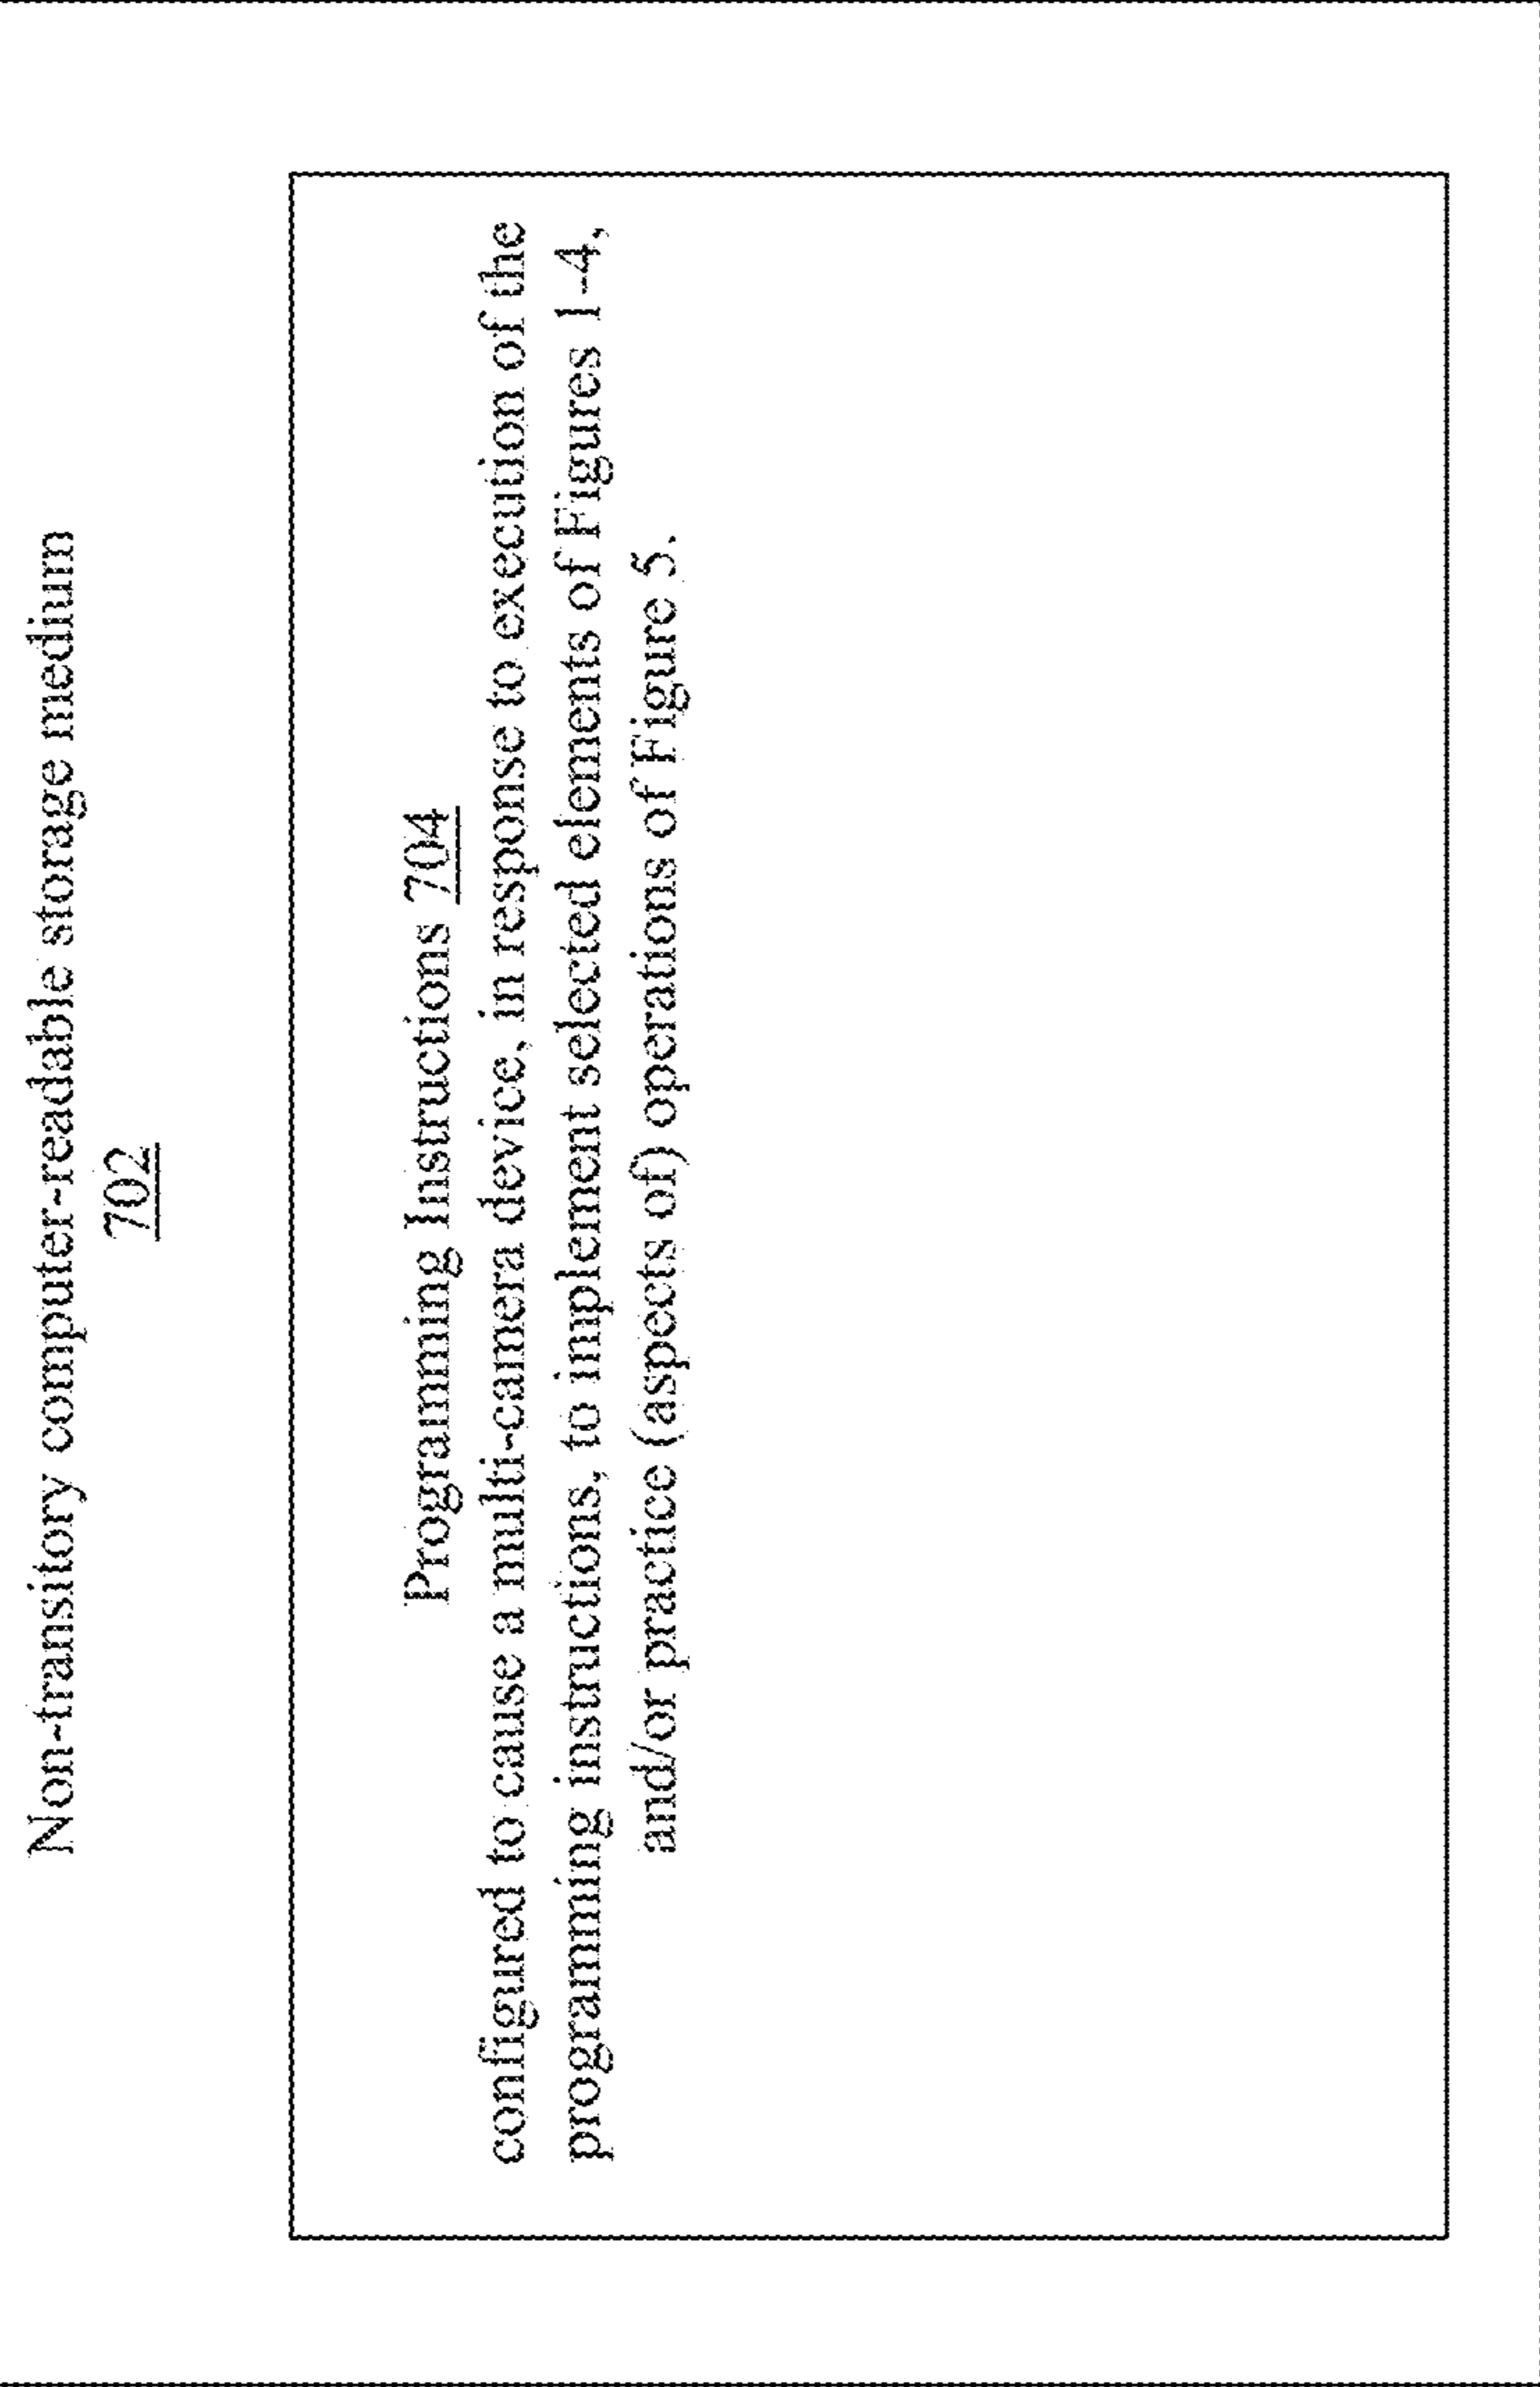 Non-transitory computer-readable storage medium
702
Programming Instructions 704
configured to cause a multi-camera device, in response to execution of the
programming instructions, to implement selected elements of Figures 1-4,
and/or practice (aspects of) operations of Figure 5.